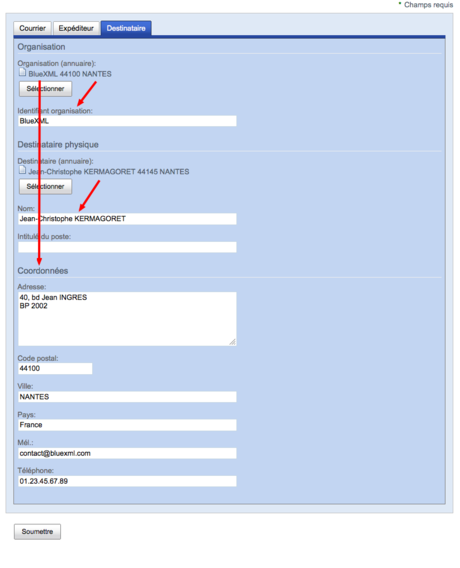 * Champs requis
Courrier
Expéditeur
Destinataire
Organisation
Organisation (annuaire):
BlueXML 44100 NANTES
Sélectionner
Identifiant organisation:
BlueXML
Destinataire physique
Destinataire (annuaire):
Jean-Christophe KERMAGORET 44145 NANTES
Sélectionner
Nom:
Jean-Christophe KERMAGORET
Intitulé du poste:
Coordonnées
Adresse:
40, bd Jean INGRES
BP 2002
Code postal:
44100
Ville:
NANTES
Pays:
France
Mél.:
contact@bluexml.com
Téléphone:
01.23.45.67.89
Soumettre